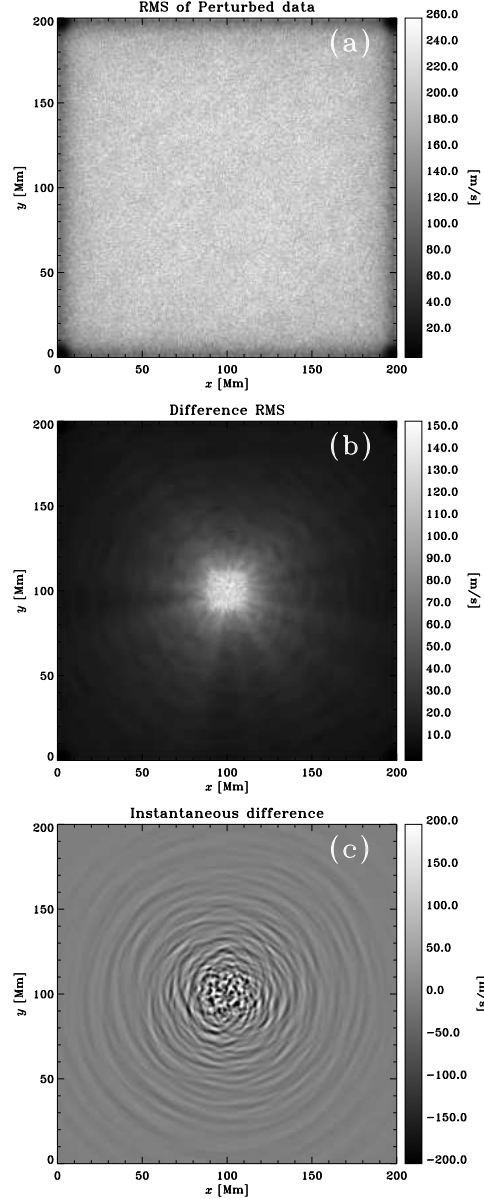 RMS of Perturbed data
(a)
200
150
100
50
0
y [Mm]
0 50 100 150 200
x [Mm]
260.0
240.0
220.0
200.0
180.0
160.0
140.0
120.0
100.0
80.0
60.0
40.0
20.0
[m/s]
Difference RMS
(b)
200
150
100
50
0
y [Mm]
0 50 100 150 200
x [Mm]
150.0
140.0
130.0
120.0
110.0
100.0
90.0
80.0
70.0
60.0
50.0
40.0
30.0
20.0
10.0
[m/s]
Instantaneous difference
(c)
200
150
100
50
0
y [Mm]
0 50 100 150 200
x [Mm]
200.0
150.0
100.0
50.0
0.0
−50.0
−100.0
−150.0
−200.0
[m/s]